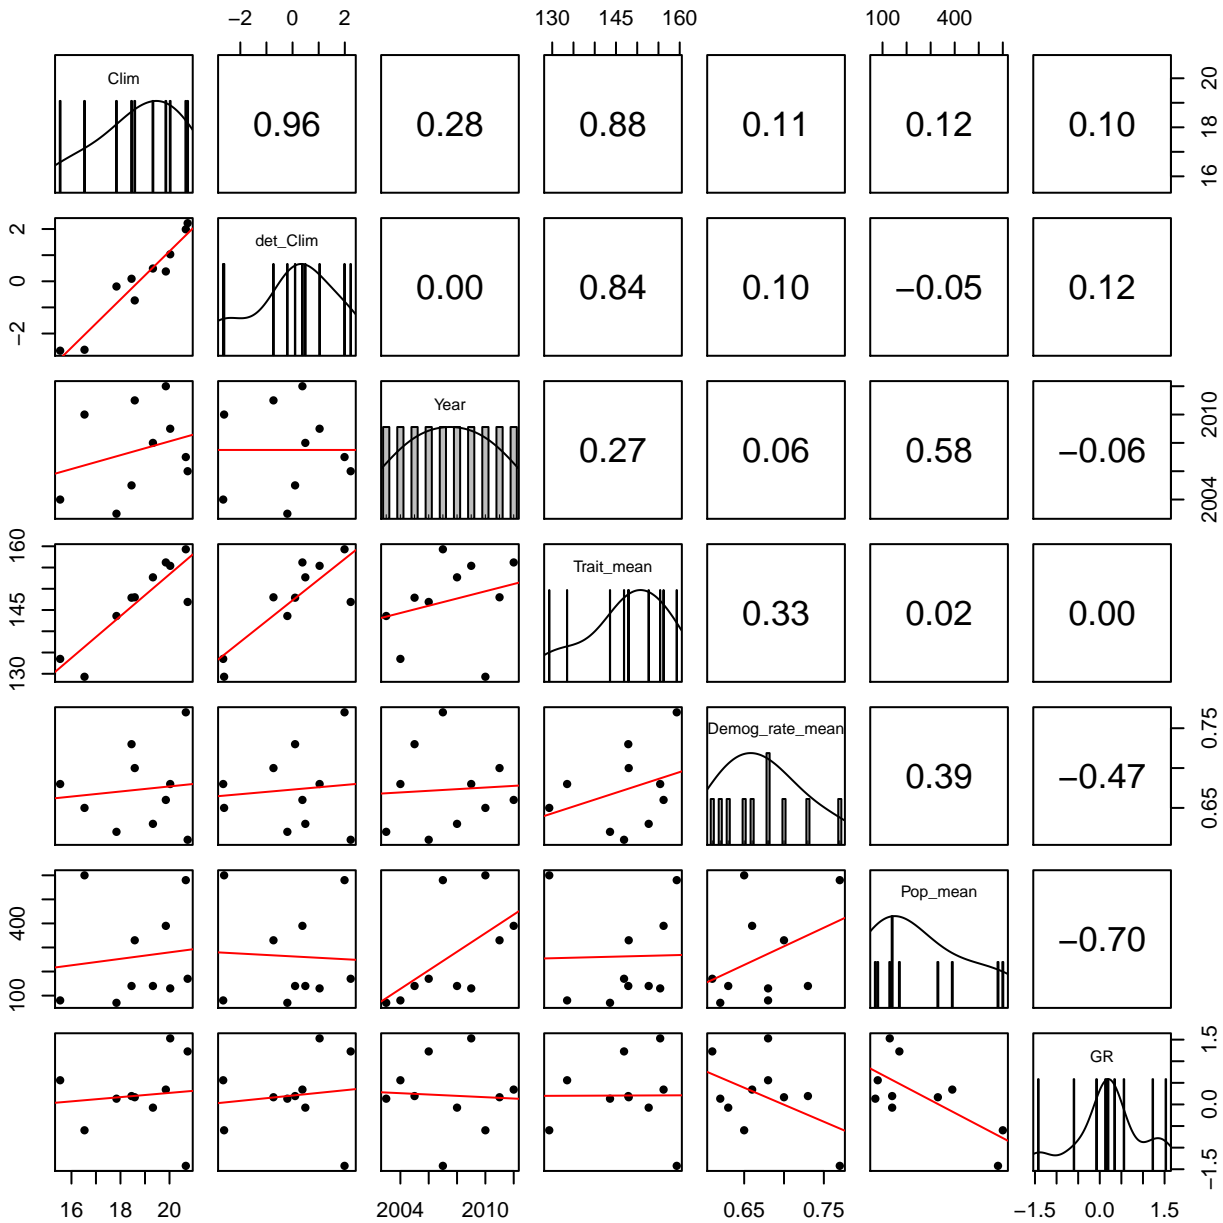 −2 0 2 130 145 160 100 400
Clim 0.96 0.28 0.88 0.11 0.12 0.10 16 18 20
−2 0 2 det_Clim 0.00 0.84 0.10 −0.05 0.12
Year 0.27 0.06 0.58 −0.06 2004 2010
130 145 160 Trait_mean 0.33 0.02 0.00
Demog_rate_mean 0.39 −0.47 0.65 0.75
100 400 Pop_mean −0.70
GR −1.5 0.0 1.5
16 18 20 2004 2010 0.65 0.75 −1.5 0.0 1.5